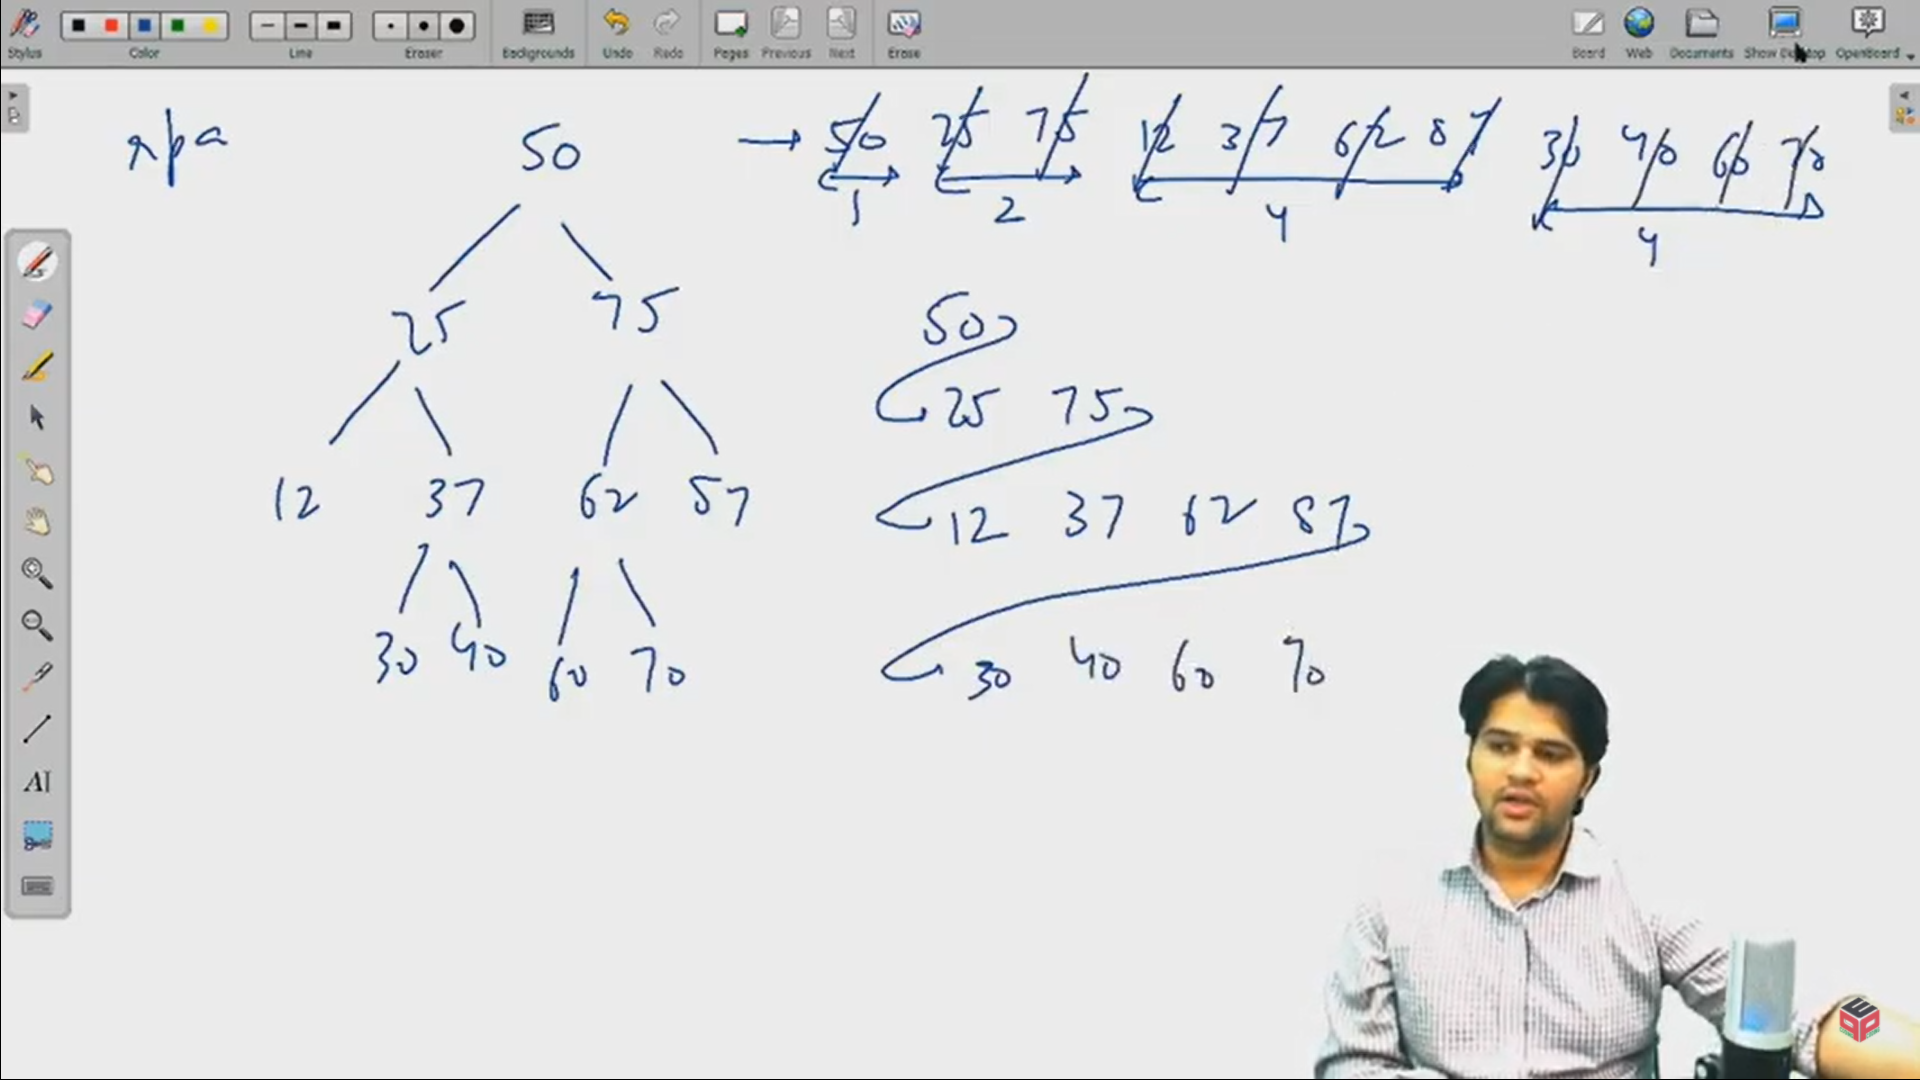 Stylus Color Line Eraser Backgrounds Undo Redo Pages Previous Next Erase Board Web Documents Show Desktop OpenBoard
rpa 50 → 50 25 75 12 37 62 87 30 40 60 70
1 2 4 4
25 75
12 37 62 57
30 40 60 70
50
25 75
12 37 62 87
30 40 60 70
AI